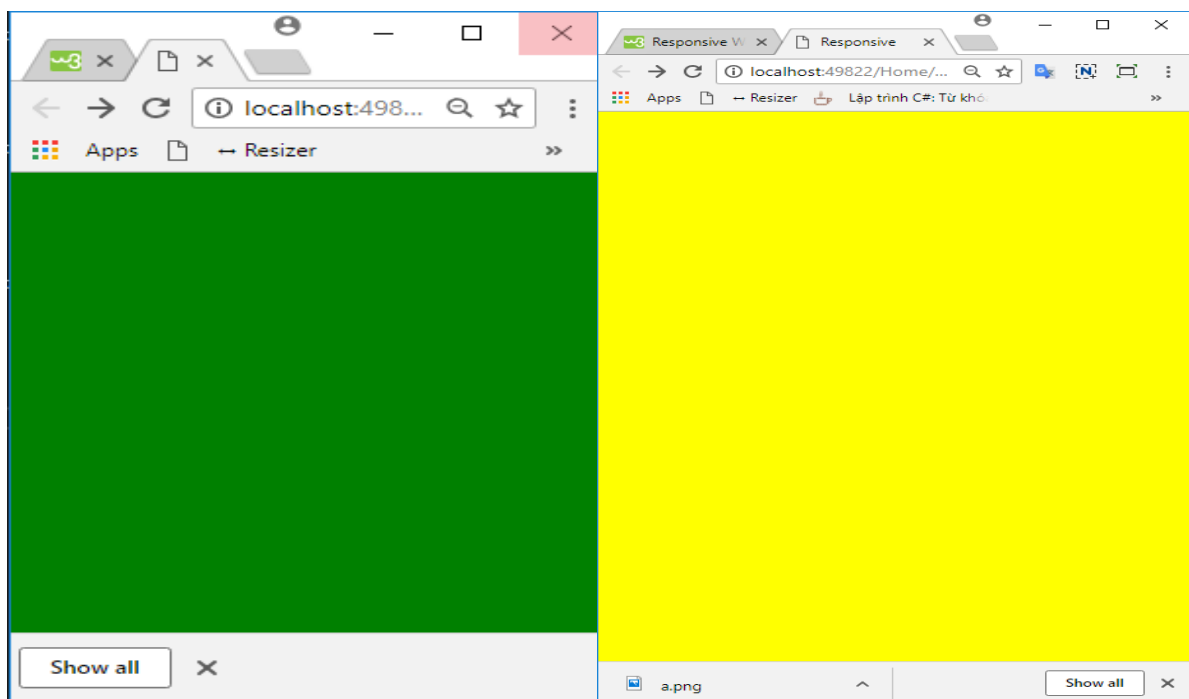 localhost:498...
Apps
↔ Resizer
»
Show all
Responsive W
Responsive
localhost:49822/Home/...
Apps
↔ Resizer
Lập trình C#: Từ khó
»
a.png
Show all